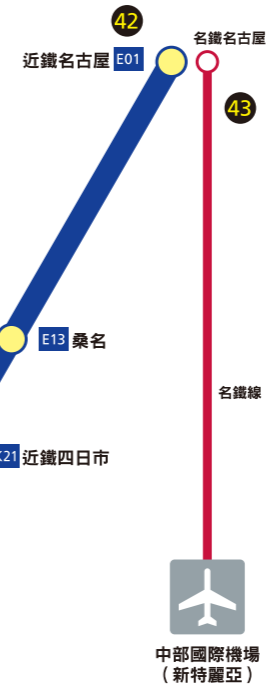 42
名鐵名古屋
近鐵名古屋 E01
43
E13 桑名
名鐵線
21 近鐵四日市
中部國際機場
（新特麗亞）